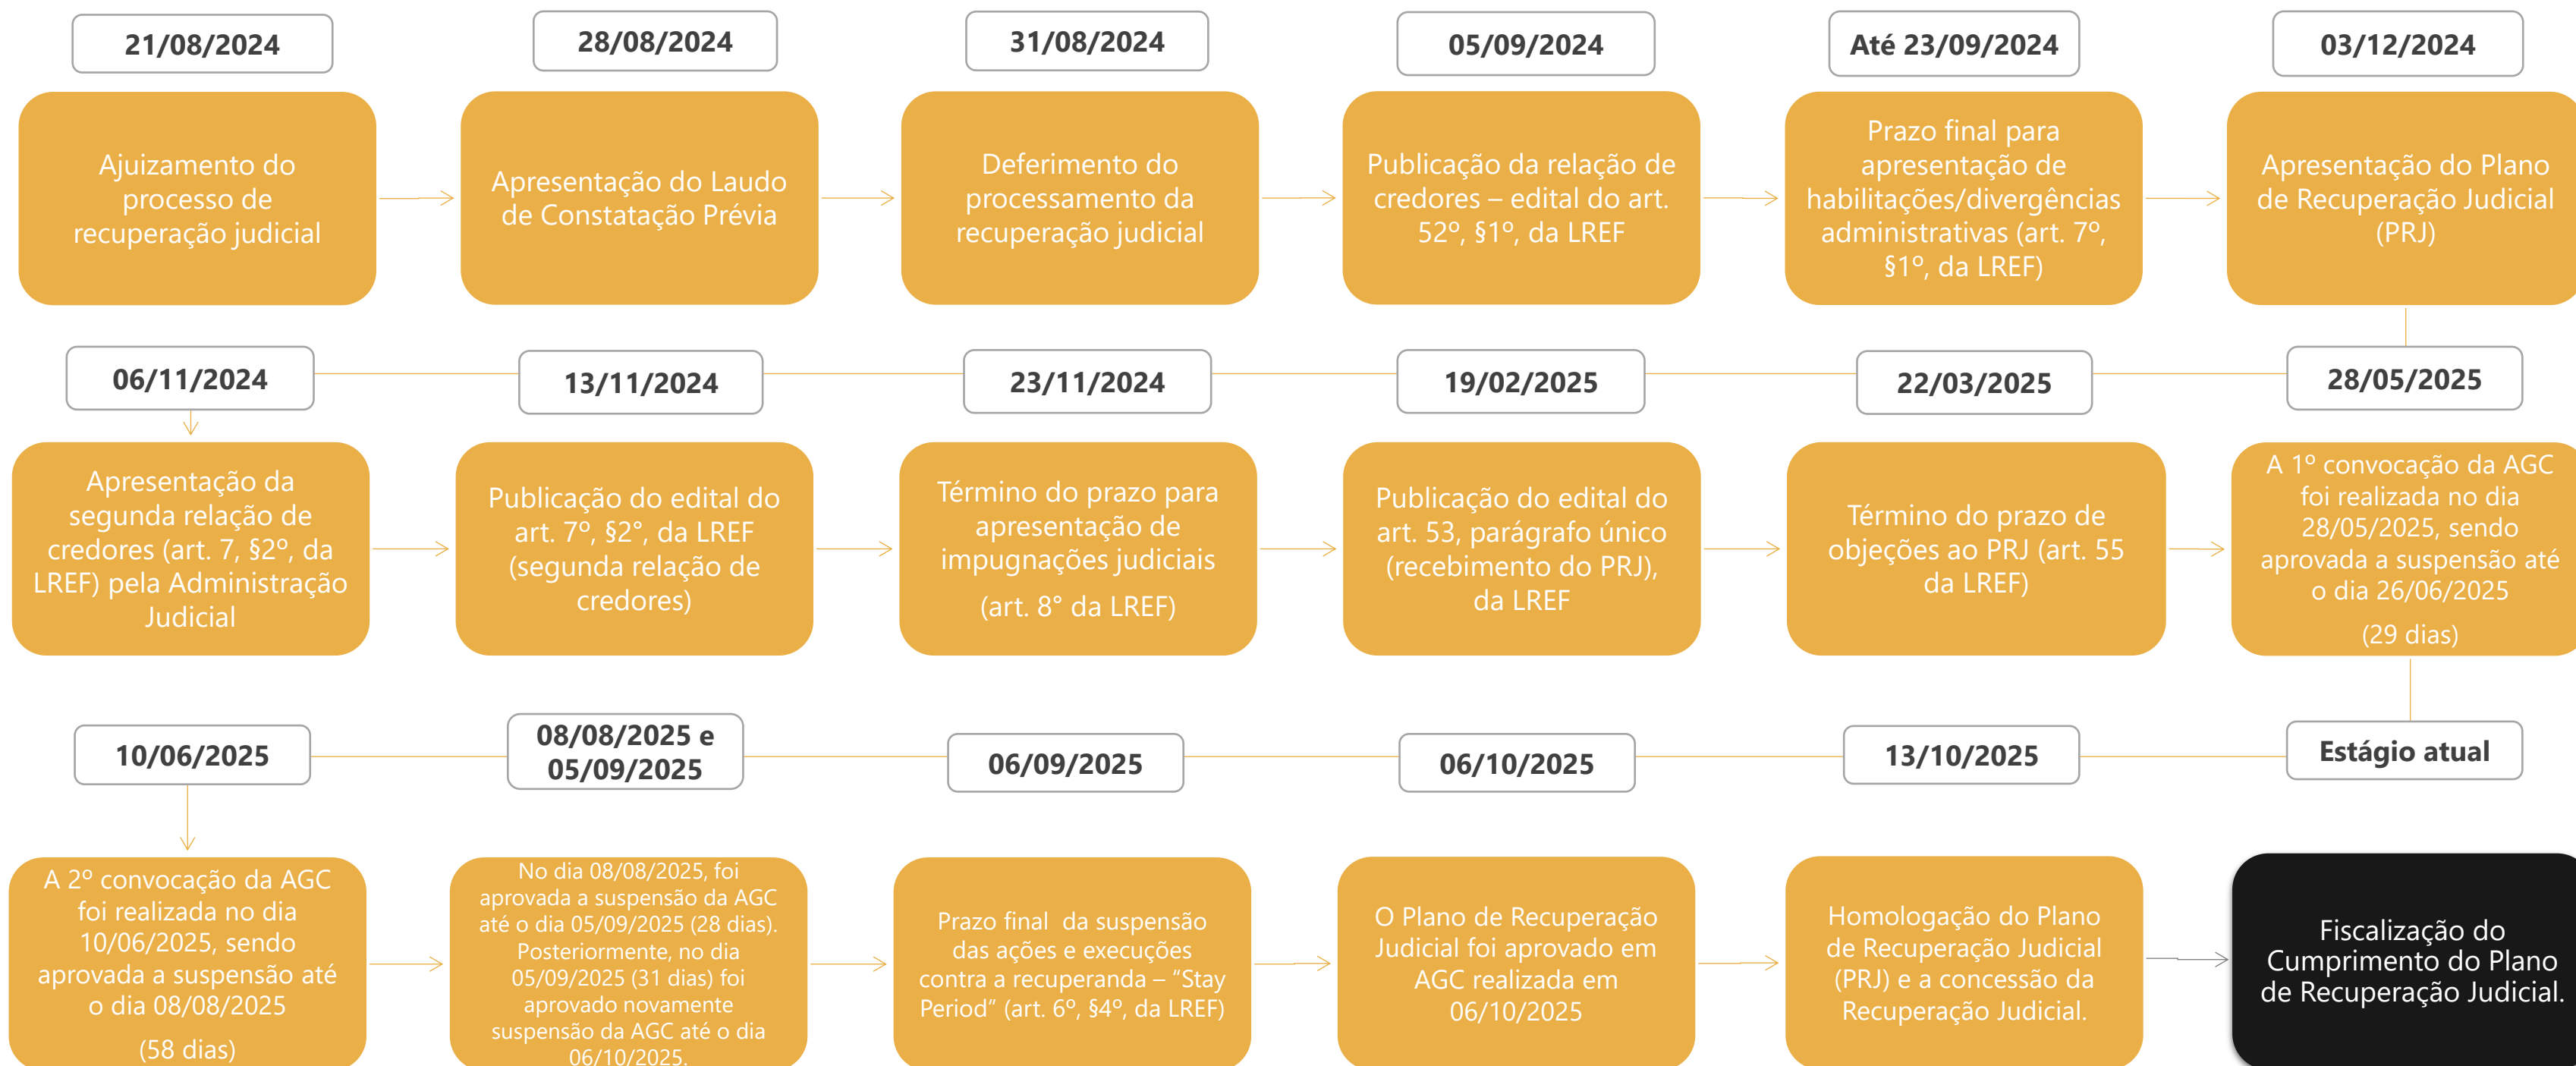 21/08/2024
28/08/2024
31/08/2024
05/09/2024
Até 23/09/2024
03/12/2024
Ajuizamento do
processo de
recuperação judicial
Apresentação do Laudo
de Constatação Prévia
Deferimento do
processamento da
recuperação judicial
Publicação da relação de
credores – edital do art.
52º, §1º, da LREF
Prazo final para
apresentação de
habilitações/divergências
administrativas (art. 7º,
§1º, da LREF)
Apresentação do Plano
de Recuperação Judicial
(PRJ)
06/11/2024
13/11/2024
23/11/2024
19/02/2025
22/03/2025
28/05/2025
Apresentação da
segunda relação de
credores (art. 7, §2º, da
LREF) pela Administração
Judicial
Publicação do edital do
art. 7º, §2°, da LREF
(segunda relação de
credores)
Término do prazo para
apresentação de
impugnações judiciais
(art. 8° da LREF)
Publicação do edital do
art. 53, parágrafo único
(recebimento do PRJ),
da LREF
Término do prazo de
objeções ao PRJ (art. 55
da LREF)
A 1º convocação da AGC
foi realizada no dia
28/05/2025, sendo
aprovada a suspensão até
o dia 26/06/2025
(29 dias)
10/06/2025
08/08/2025 e
05/09/2025
06/09/2025
06/10/2025
13/10/2025
Estágio atual
A 2º convocação da AGC
foi realizada no dia
10/06/2025, sendo
aprovada a suspensão até
o dia 08/08/2025
(58 dias)
No dia 08/08/2025, foi
aprovada a suspensão da AGC
até o dia 05/09/2025 (28 dias).
Posteriormente, no dia
05/09/2025 (31 dias) foi
aprovado novamente
suspensão da AGC até o dia
06/10/2025.
Prazo final da suspensão
das ações e execuções
contra a recuperanda – “Stay
Period” (art. 6º, §4º, da LREF)
O Plano de Recuperação
Judicial foi aprovado em
AGC realizada em
06/10/2025
Homologação do Plano
de Recuperação Judicial
(PRJ) e a concessão da
Recuperação Judicial.
Fiscalização do
Cumprimento do Plano
de Recuperação Judicial.